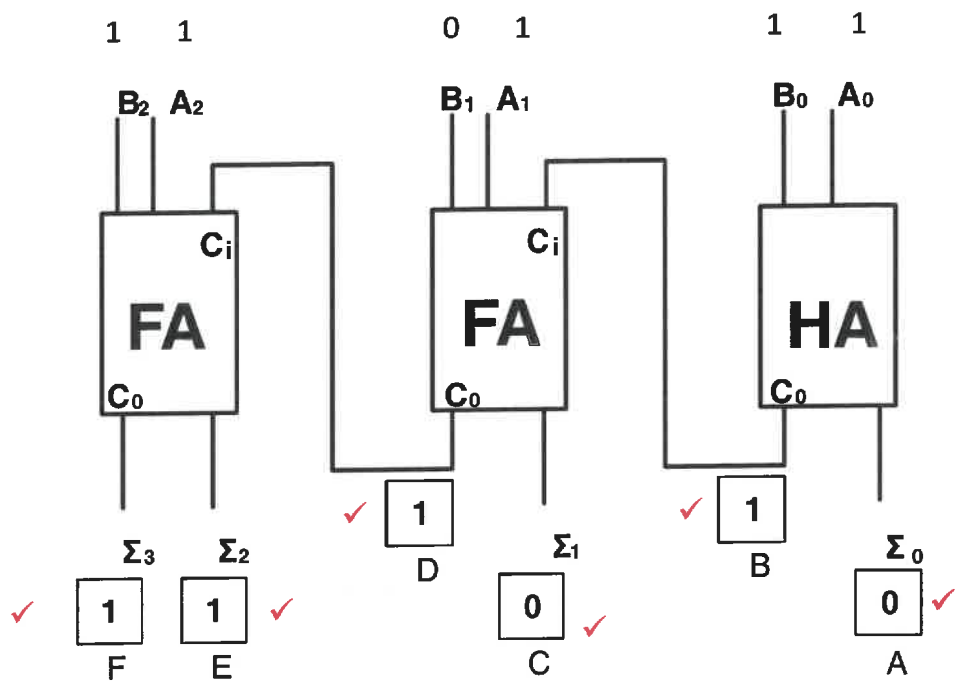 1 1 0 1 1 1
B₂ A₂ B₁ A₁ B₀ A₀
Cᵢ Cᵢ
FA FA HA
C₀ C₀ C₀
1 1
D B
Σ₃ Σ₂ Σ₁ Σ₀
1 1 0 0
F E C A